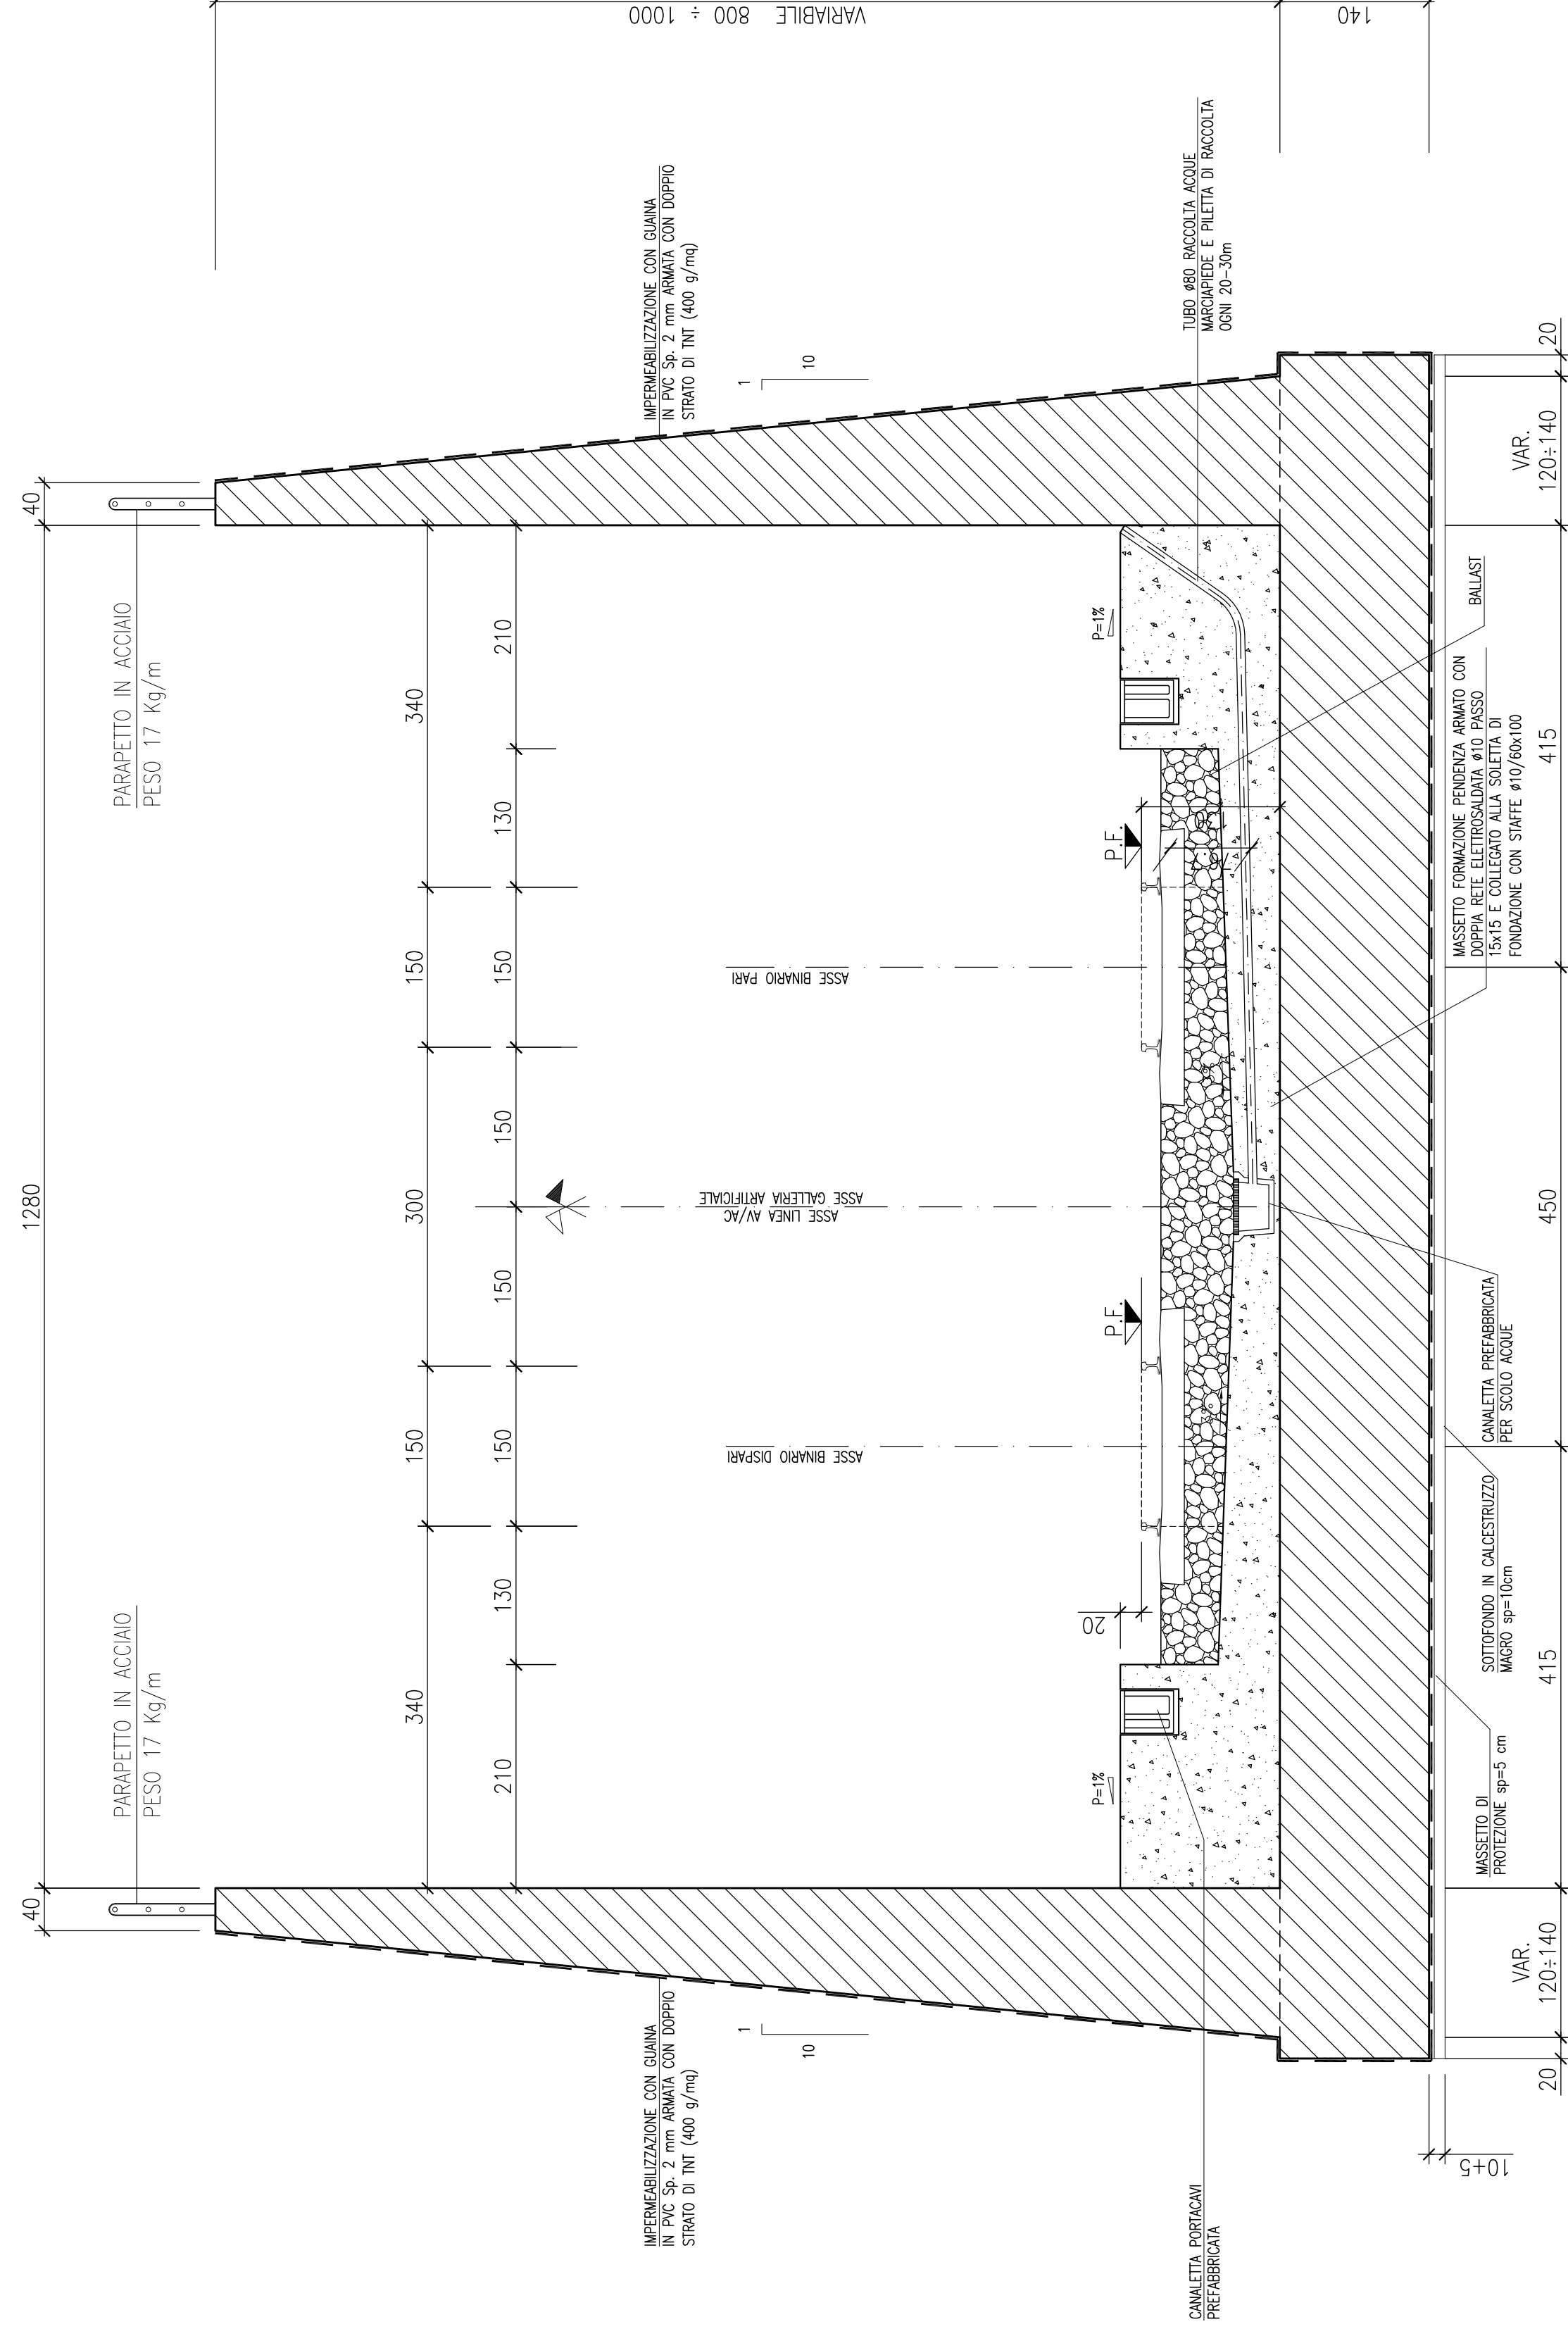 40
1280
40
PARAPETTO IN ACCIAIO
PESO 17 Kg/m
PARAPETTO IN ACCIAIO
PESO 17 Kg/m
340
150
300
150
340
210
130
150
150
150
150
130
210
VARIABILE 800 ÷ 1000
140
IMPERMEABILIZZAZIONE CON GUAINA
IN PVC Sp. 2 mm ARMATA CON DOPPIO
STRATO DI TNT (400 g/mq)
1
10
IMPERMEABILIZZAZIONE CON GUAINA
IN PVC Sp. 2 mm ARMATA CON DOPPIO
STRATO DI TNT (400 g/mq)
1
10
ASSE BINARIO DISPARI
ASSE LINEA AV/AC
ASSE GALLERIA ARTIFICIALE
ASSE BINARIO PARI
P=1%
20
P.F.
P.F.
P=1%
3%
3%
TUBO ø80 RACCOLTA ACQUE
MARCIAPIEDE E PILETTA DI RACCOLTA
OGNI 20-30m
CANALETTA PORTACAVI
PREFABBRICATA
MASSETTO DI
PROTEZIONE sp=5 cm
SOTTOFONDO IN CALCESTRUZZO
MAGRO sp=10cm
CANALETTA PREFABBRICATA
PER SCOLO ACQUE
MASSETTO FORMAZIONE PENDENZA ARMATO CON
DOPPIA RETE ELETTROSALDATA ø10 PASSO
15x15 E COLLEGATO ALLA SOLETTA DI
FONDAZIONE CON STAFFE ø10/60x100
BALLAST
10+5
20
VAR.
120÷140
415
450
415
VAR.
120÷140
20